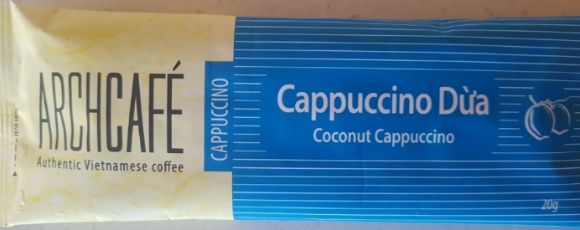 ARCHCAFÉ
Authentic Vietnamese coffee
CAPPUCCINO
Cappuccino Dừa
Coconut Cappuccino
20g